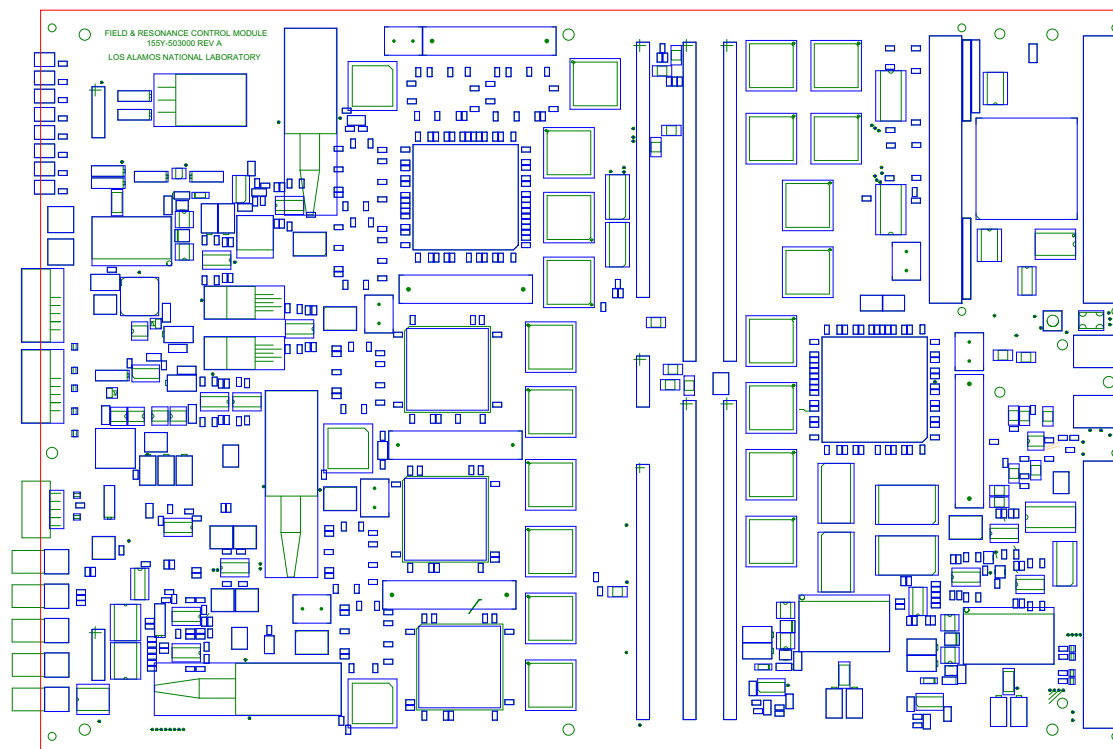 FIELD & RESONANCE CONTROL MODULE
155Y-503000 REV A
LOS ALAMOS NATIONAL LABORATORY